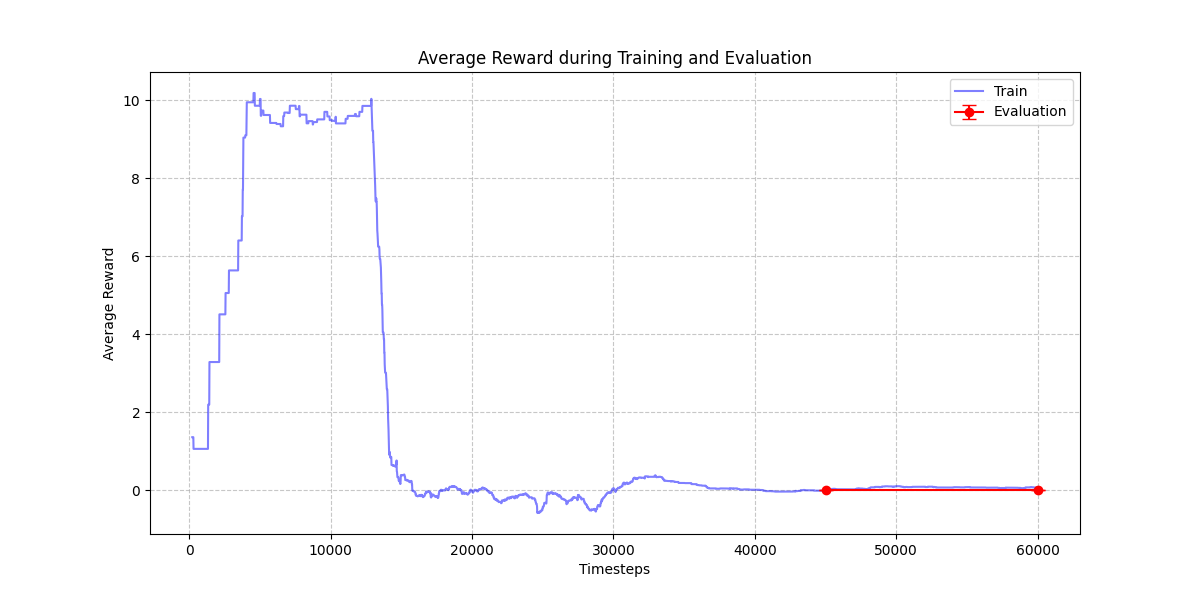 Average Reward during Training and Evaluation
Average Reward
10
8
6
4
2
0
Train
Evaluation
0 10000 20000 30000 40000 50000 60000
Timesteps